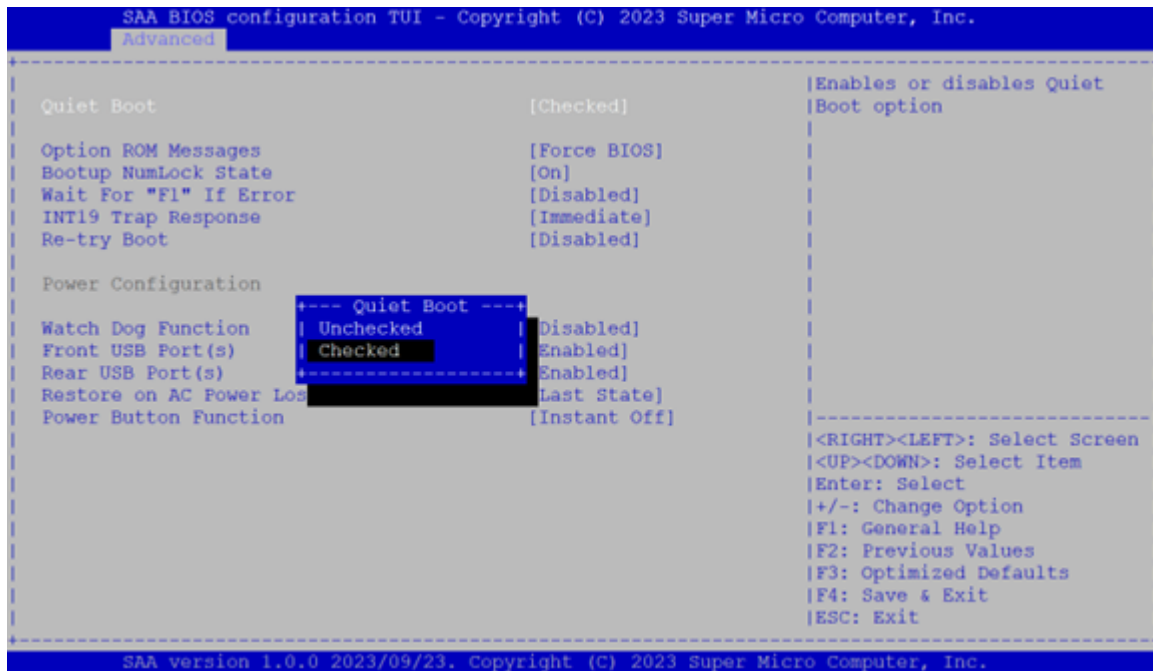 SAA BIOS configuration TUI - Copyright (C) 2023 Super Micro Computer, Inc.
Advanced
Quiet Boot [Checked]
Option ROM Messages [Force BIOS]
Bootup NumLock State [On]
Wait For "F1" If Error [Disabled]
INT19 Trap Response [Immediate]
Re-try Boot [Disabled]
Power Configuration
Watch Dog Function Disabled]
Front USB Port(s) Enabled]
Rear USB Port(s) Enabled]
Restore on AC Power Los Last State]
Power Button Function [Instant Off]
--- Quiet Boot ---
Unchecked
Checked
Enables or disables Quiet
Boot option
<RIGHT><LEFT>: Select Screen
<UP><DOWN>: Select Item
Enter: Select
+/-: Change Option
F1: General Help
F2: Previous Values
F3: Optimized Defaults
F4: Save & Exit
ESC: Exit
SAA version 1.0.0 2023/09/23. Copyright (C) 2023 Super Micro Computer, Inc.